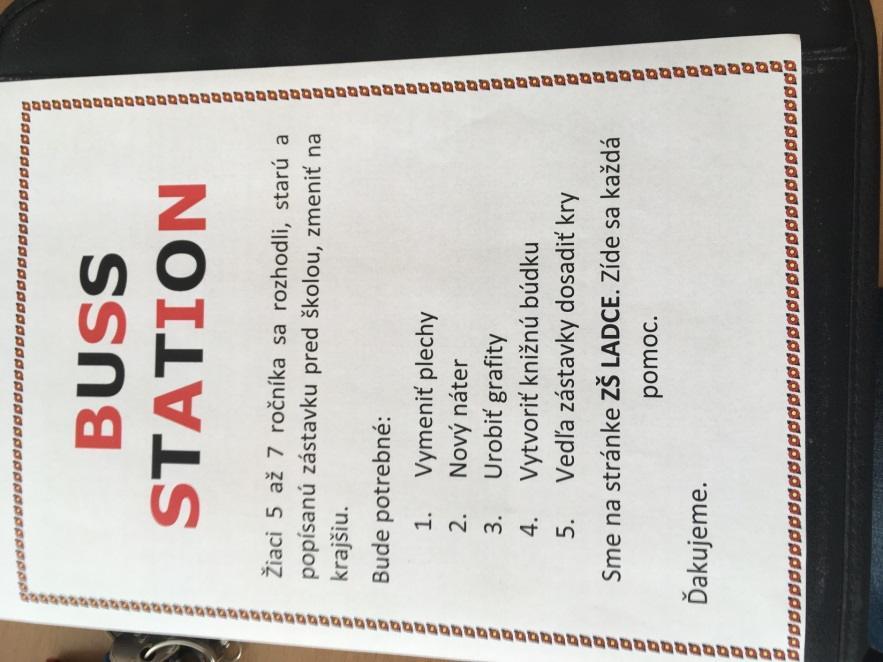 BUSS
STATION
Žiaci 5 až 7 ročníka sa rozhodli, starú a
popísanú zástavku pred školou, zmeniť na
krajšiu.
Bude potrebné:
1. Vymeniť plechy
2. Nový náter
3. Urobiť grafity
4. Vytvoriť knižnú búdku
5. Vedľa zástavky dosadiť kry
Sme na stránke ZŠ LADCE. Zíde sa každá
pomoc.
Ďakujeme.